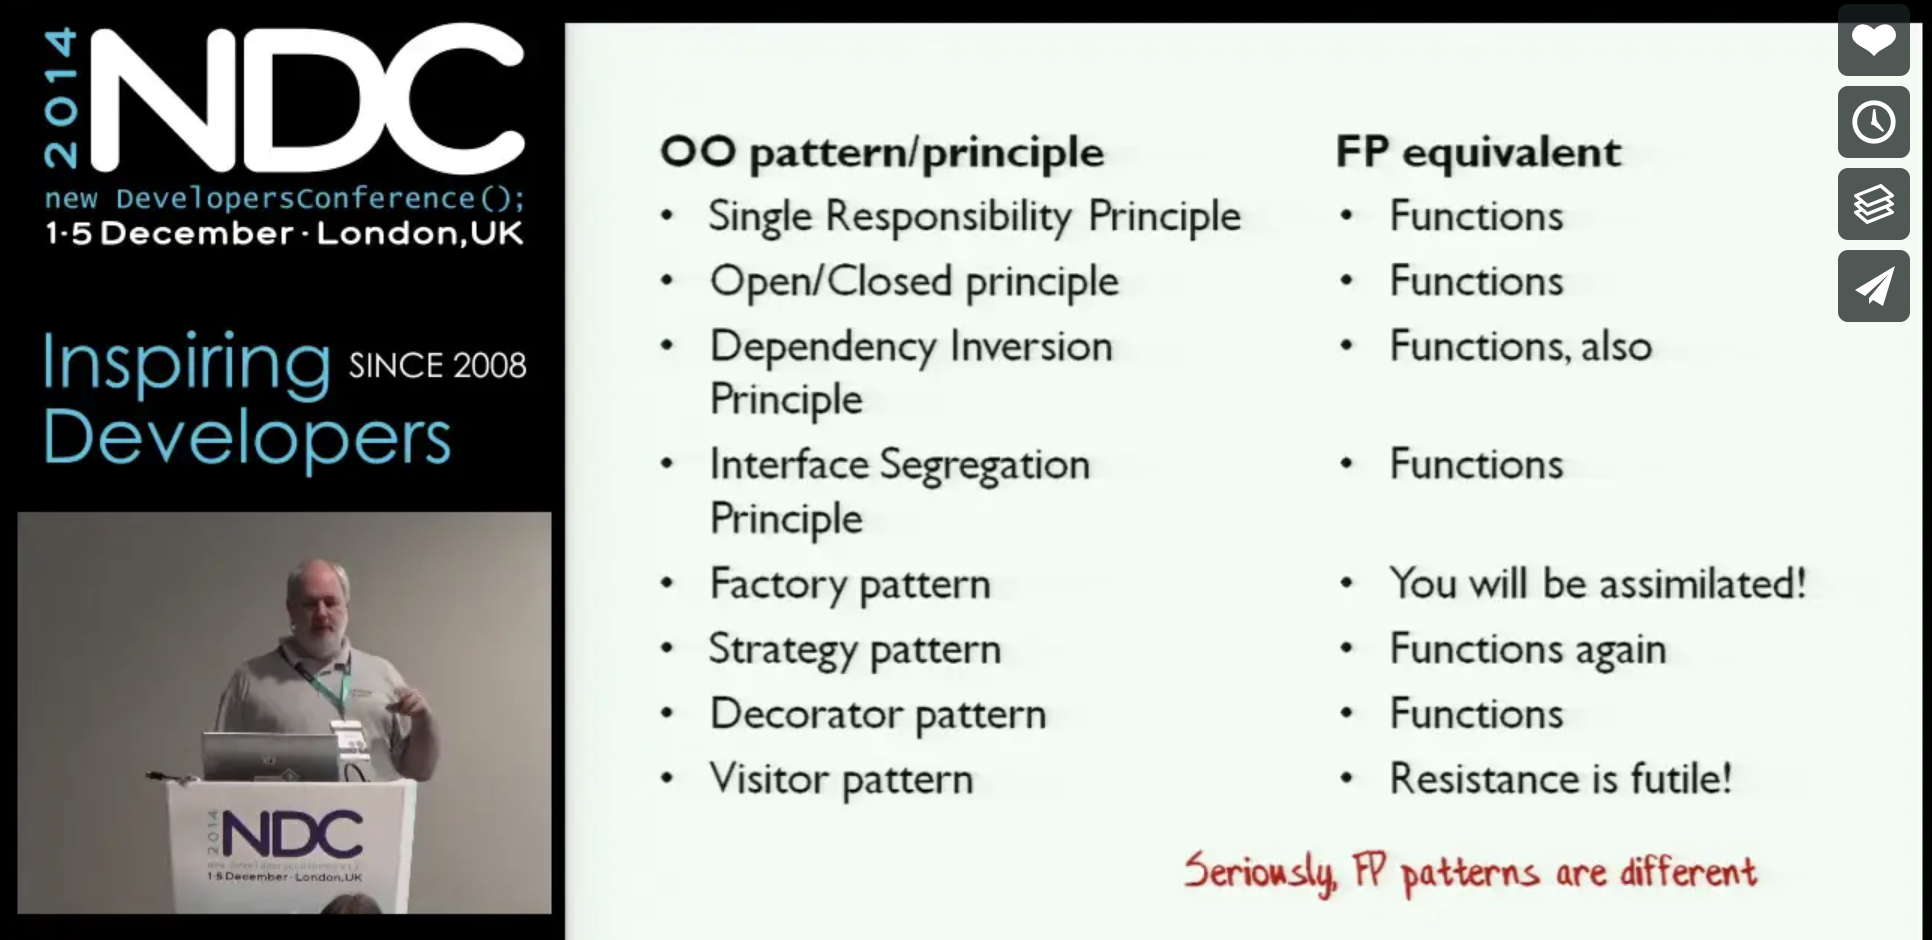 2014
NDC
new DevelopersConference();
1·5 December · London,UK
Inspiring SINCE 2008
Developers
2014
NDC
1·5 December · London,UK
OO pattern/principle
• Single Responsibility Principle
• Open/Closed principle
• Dependency Inversion
Principle
• Interface Segregation
Principle
• Factory pattern
• Strategy pattern
• Decorator pattern
• Visitor pattern
FP equivalent
• Functions
• Functions
• Functions, also
• Functions
• You will be assimilated!
• Functions again
• Functions
• Resistance is futile!
Seriously, FP patterns are different